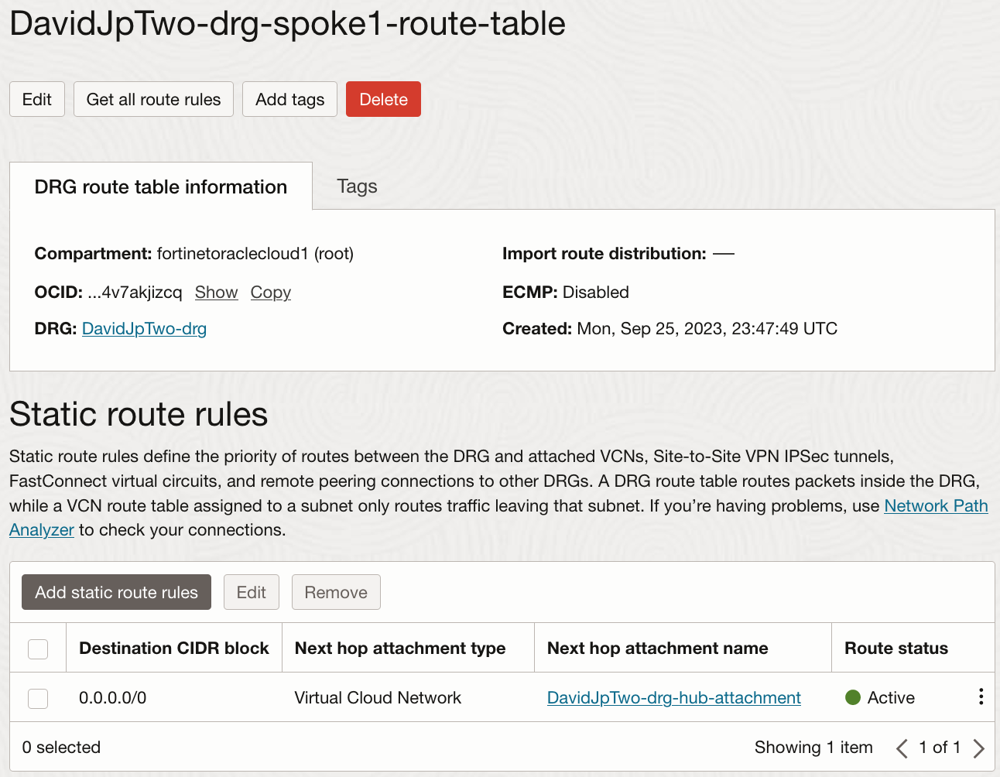 DavidJpTwo-drg-spoke1-route-table
Edit Get all route rules Add tags Delete
DRG route table information Tags
Compartment: fortinetoraclecloud1 (root) Import route distribution: —
OCID: ...4v7akjizcq Show Copy ECMP: Disabled
DRG: DavidJpTwo-drg Created: Mon, Sep 25, 2023, 23:47:49 UTC
Static route rules
Static route rules define the priority of routes between the DRG and attached VCNs, Site-to-Site VPN IPSec tunnels,
FastConnect virtual circuits, and remote peering connections to other DRGs. A DRG route table routes packets inside the DRG,
while a VCN route table assigned to a subnet only routes traffic leaving that subnet. If you’re having problems, use Network Path
Analyzer to check your connections.
Add static route rules Edit Remove
Destination CIDR block Next hop attachment type Next hop attachment name Route status
0.0.0.0/0 Virtual Cloud Network DavidJpTwo-drg-hub-attachment Active
0 selected Showing 1 item 1 of 1